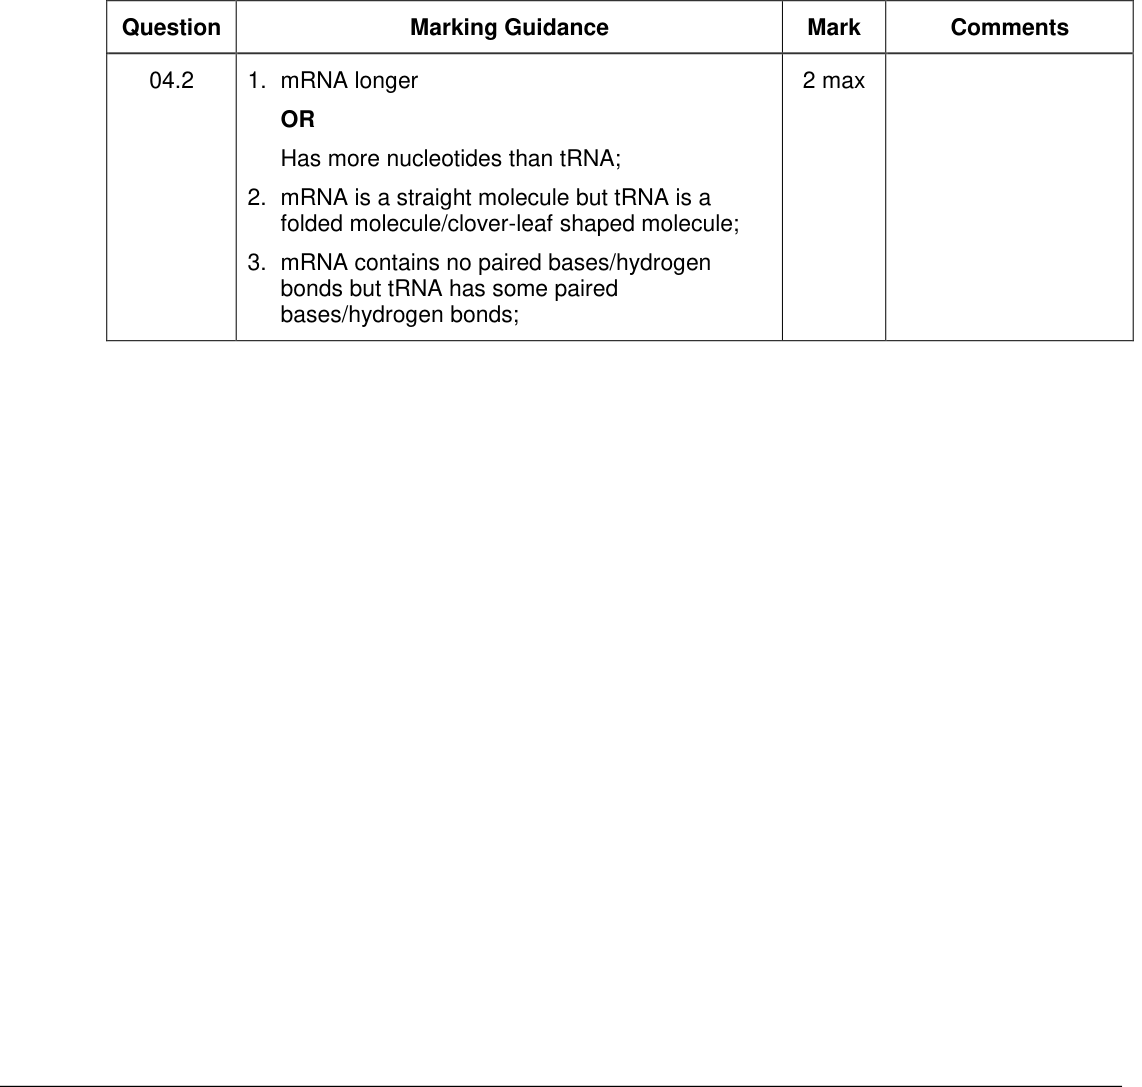 Question Marking Guidance Mark Comments
04.2 1. mRNA longer 2 max
OR
Has more nucleotides than tRNA;
2. mRNA is a straight molecule but tRNA is a
folded molecule/clover-leaf shaped molecule;
3. mRNA contains no paired bases/hydrogen
bonds but tRNA has some paired
bases/hydrogen bonds;